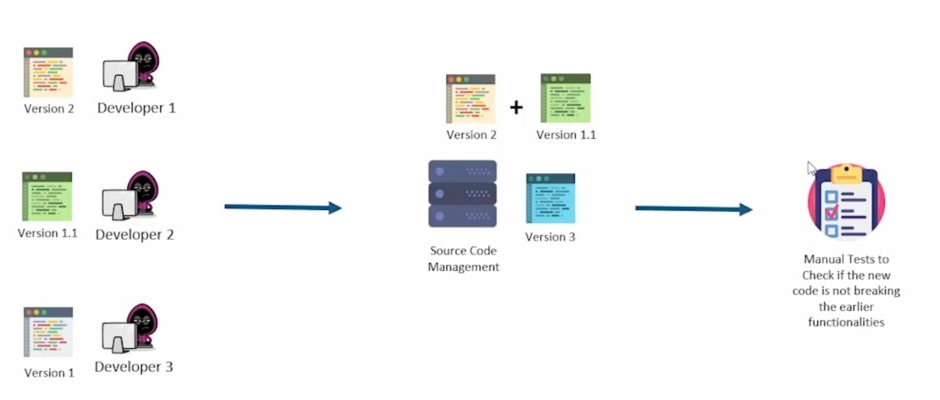 Version 2
Developer 1
Version 1.1
Developer 2
Version 1
Developer 3
Version 2
+
Version 1.1
Source Code
Management
Version 3
Manual Tests to
Check if the new
code is not breaking
the earlier
functionalities